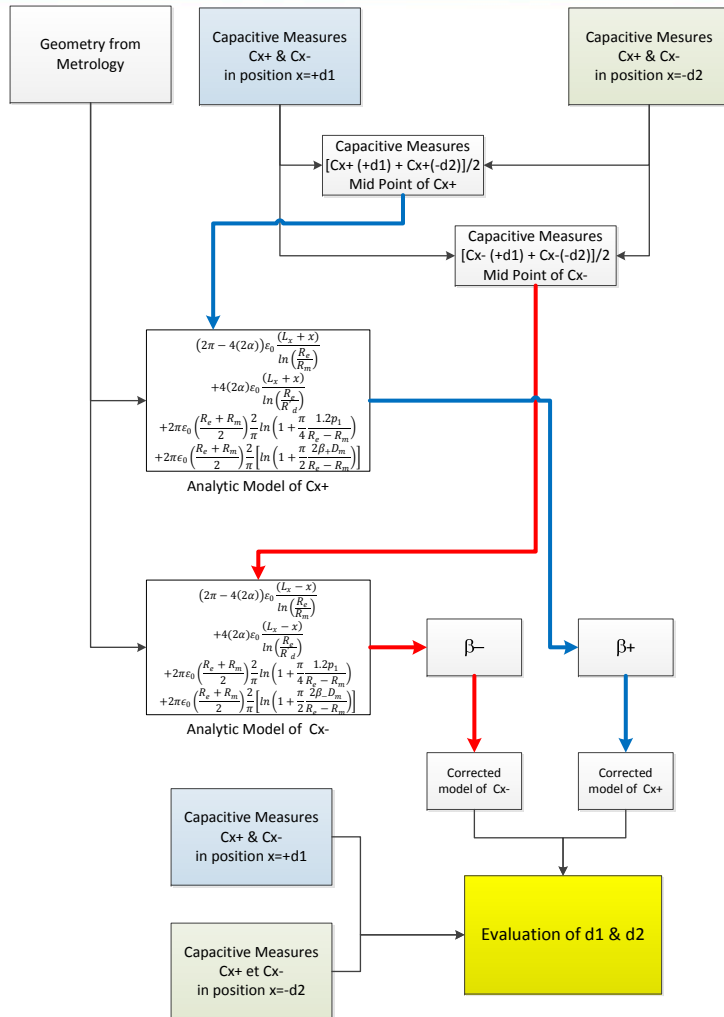 Geometry from
Metrology
Capacitive Measures
Cx+ & Cx-
in position x=+d1
Capacitive Measures
Cx+ & Cx-
in position x=-d2
Capacitive Measures
[Cx+ (+d1) + Cx+(-d2)]/2
Mid Point of Cx+
Capacitive Measures
[Cx- (+d1) + Cx-(-d2)]/2
Mid Point of Cx-
(2π − 4(2α))ε₀ (Lₓ + x)/ln(Rₑ/Rₘ)
+4(2α)ε₀ (Lₓ + x)/ln(Rₑ/R_d)
+2πε₀ ((Rₑ + Rₘ)/2) 2/π ln(1 + π/4 1.2p₁/(Rₑ − Rₘ))
+2πϵ₀ ((Rₑ + Rₘ)/2) 2/π [ln(1 + π/2 2β₊Dₘ/(Rₑ − Rₘ))]
Analytic Model of Cx+
(2π − 4(2α))ε₀ (Lₓ − x)/ln(Rₑ/Rₘ)
+4(2α)ε₀ (Lₓ − x)/ln(Rₑ/R_d)
+2πε₀ ((Rₑ + Rₘ)/2) 2/π ln(1 + π/4 1.2p₁/(Rₑ − Rₘ))
+2πϵ₀ ((Rₑ + Rₘ)/2) 2/π [ln(1 + π/2 2β₋Dₘ/(Rₑ − Rₘ))]
Analytic Model of Cx-
β−
β+
Corrected
model of Cx-
Corrected
model of Cx+
Capacitive Measures
Cx+ & Cx-
in position x=+d1
Evaluation of d1 & d2
Capacitive Measures
Cx+ et Cx-
in position x=-d2